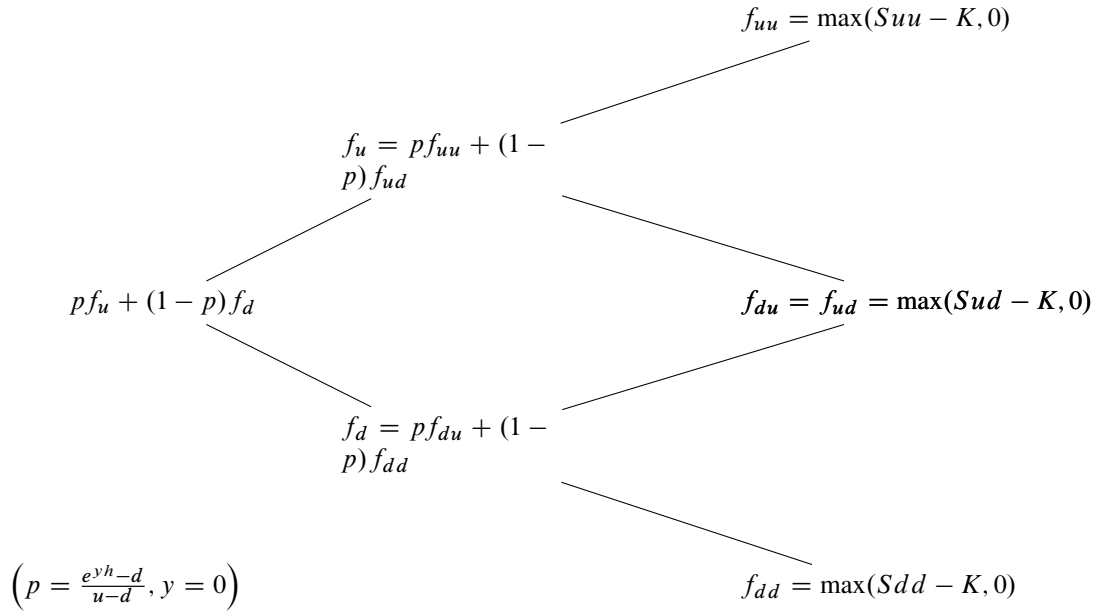 f_{uu} = max(Suu − K, 0)
f_u = pf_{uu} + (1 −
p)f_{ud}
pf_u + (1 − p)f_d
f_{du} = f_{ud} = max(Sud − K, 0)
f_d = pf_{du} + (1 −
p)f_{dd}
(p = \frac{e^{yh}−d}{u−d}, y = 0)
f_{dd} = max(Sdd − K, 0)